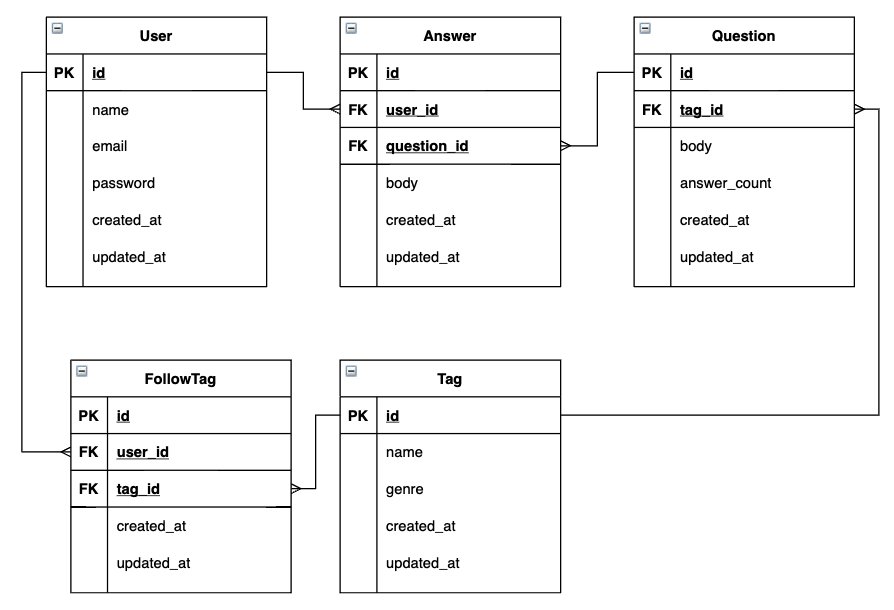 User
PK id
name
email
password
created_at
updated_at
Answer
PK id
FK user_id
FK question_id
body
created_at
updated_at
Question
PK id
FK tag_id
body
answer_count
created_at
updated_at
FollowTag
PK id
FK user_id
FK tag_id
created_at
updated_at
Tag
PK id
name
genre
created_at
updated_at